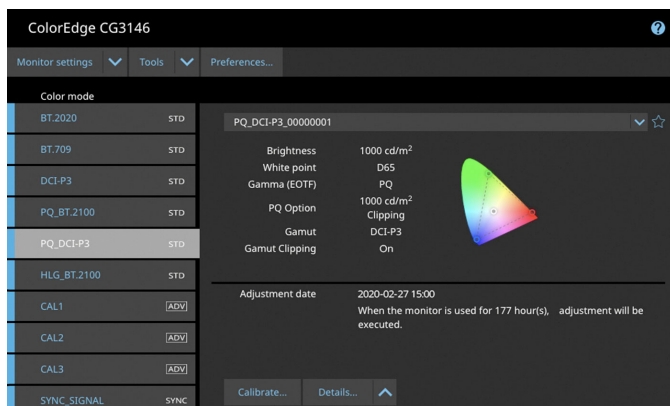 ColorEdge CG3146
?
Monitor settings
Tools
Preferences...
Color mode
BT.2020 STD
BT.709 STD
DCI-P3 STD
PQ_BT.2100 STD
PQ_DCI-P3 STD
HLG_BT.2100 STD
CAL1 ADV
CAL2 ADV
CAL3 ADV
SYNC_SIGNAL SYNC
PQ_DCI-P3_00000001
Brightness 1000 cd/m²
White point D65
Gamma (EOTF) PQ
PQ Option 1000 cd/m²
Clipping
Gamut DCI-P3
Gamut Clipping On
Adjustment date 2020-02-27 15:00
When the monitor is used for 177 hour(s), adjustment will be
executed.
Calibrate...
Details...